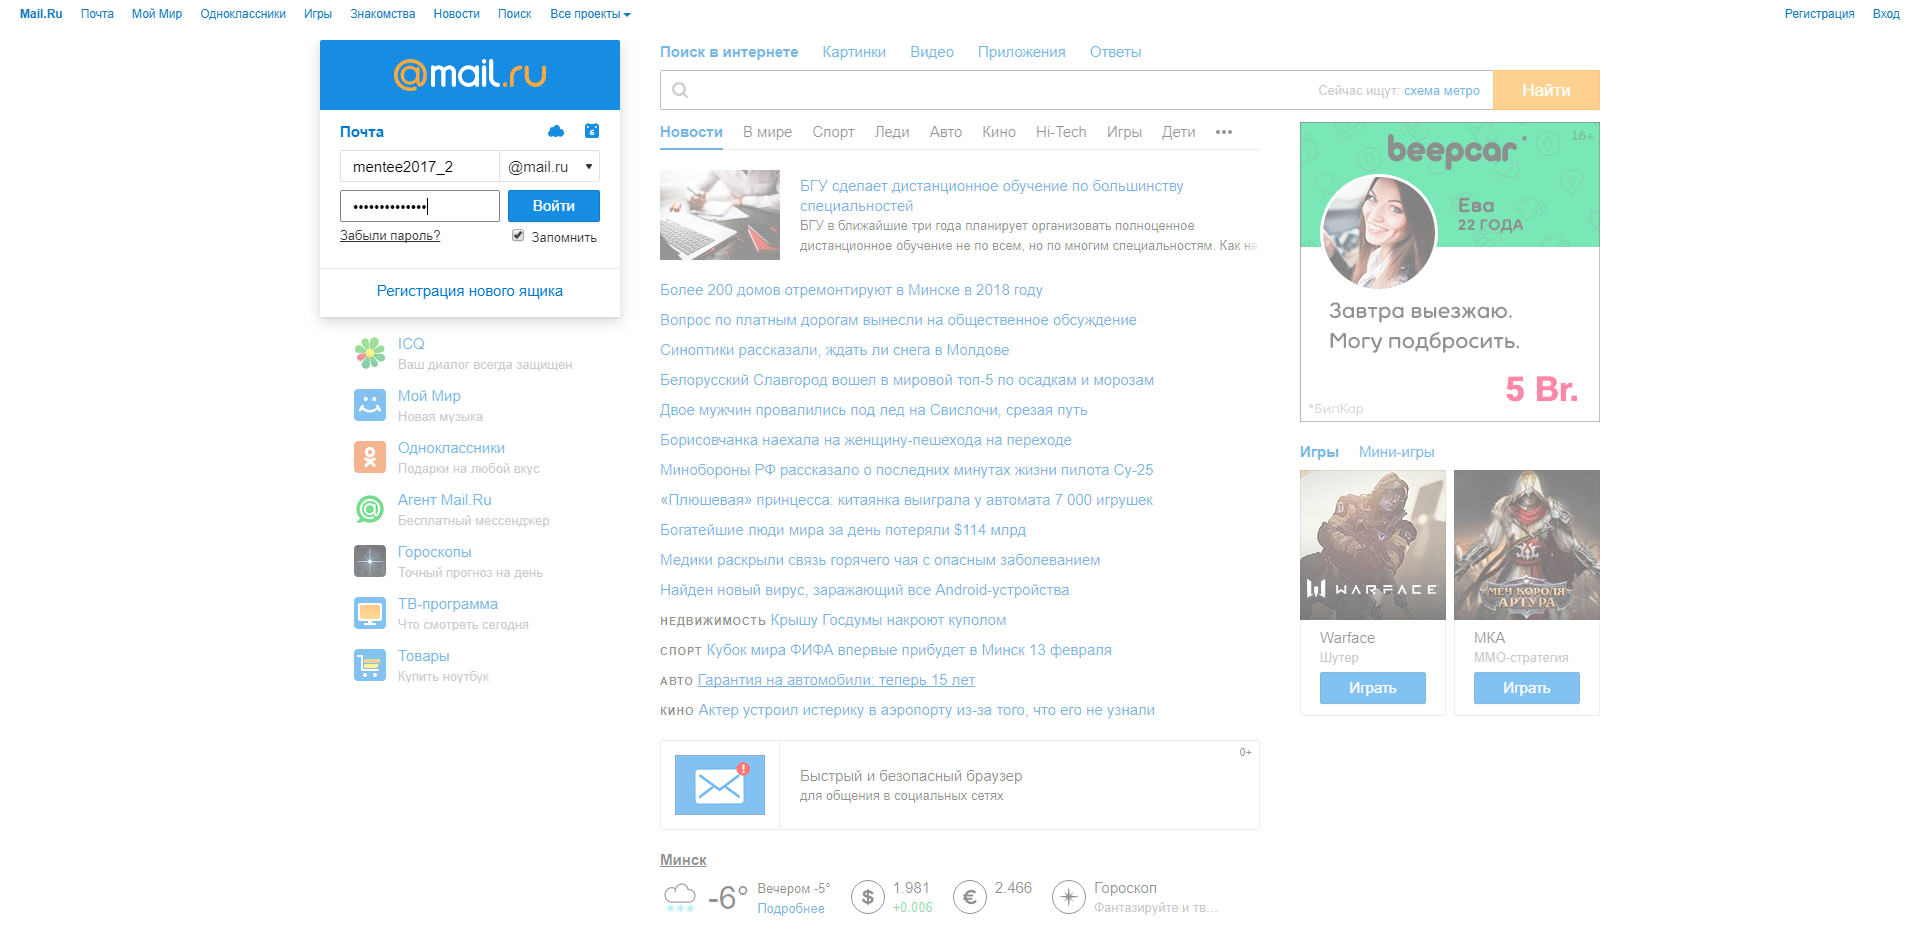 Mail.Ru Почта Мой Мир Одноклассники Игры Знакомства Новости Поиск Все проекты Регистрация Вход
@mail.ru
Почта
6
mentee2017_2 @mail.ru
•••••••••••••• Войти
Забыли пароль? Запомнить
Регистрация нового ящика
ICQ
Ваш диалог всегда защищен
Мой Мир
Новая музыка
Одноклассники
Подарки на любой вкус
Агент Mail.Ru
Бесплатный мессенджер
Гороскопы
Точный прогноз на день
ТВ-программа
Что смотреть сегодня
Товары
Купить ноутбук
Поиск в интернете Картинки Видео Приложения Ответы
Сейчас ищут: схема метро Найти
Новости В мире Спорт Леди Авто Кино Hi-Tech Игры Дети •••
БГУ сделает дистанционное обучение по большинству
специальностей
БГУ в ближайшие три года планирует организовать полноценное
дистанционное обучение не по всем, но по многим специальностям. Как на
Более 200 домов отремонтируют в Минске в 2018 году
Вопрос по платным дорогам вынесли на общественное обсуждение
Синоптики рассказали, ждать ли снега в Молдове
Белорусский Славгород вошел в мировой топ-5 по осадкам и морозам
Двое мужчин провалились под лед на Свислочи, срезая путь
Борисовчанка наехала на женщину-пешехода на переходе
Минобороны РФ рассказало о последних минутах жизни пилота Су-25
«Плюшевая» принцесса: китаянка выиграла у автомата 7 000 игрушек
Богатейшие люди мира за день потеряли $114 млрд
Медики раскрыли связь горячего чая с опасным заболеванием
Найден новый вирус, заражающий все Android-устройства
НЕДВИЖИМОСТЬ Крышу Госдумы накроют куполом
СПОРТ Кубок мира ФИФА впервые прибудет в Минск 13 февраля
АВТО Гарантия на автомобили: теперь 15 лет
КИНО Актер устроил истерику в аэропорту из-за того, что его не узнали
0+
Быстрый и безопасный браузер
для общения в социальных сетях
Минск
-6° Вечером -5° $ 1.981 € 2.466 Гороскоп
Подробнее +0.006 Фантазируйте и тв...
16+
beepcar*
Ева
22 ГОДА
Завтра выезжаю.
Могу подбросить.
5 Br.
*БипКар
Игры Мини-игры
WARFACE
МЕЧ КОРОЛЯ
АРТУРА
Warface МКА
Шутер ММО-стратегия
Играть Играть